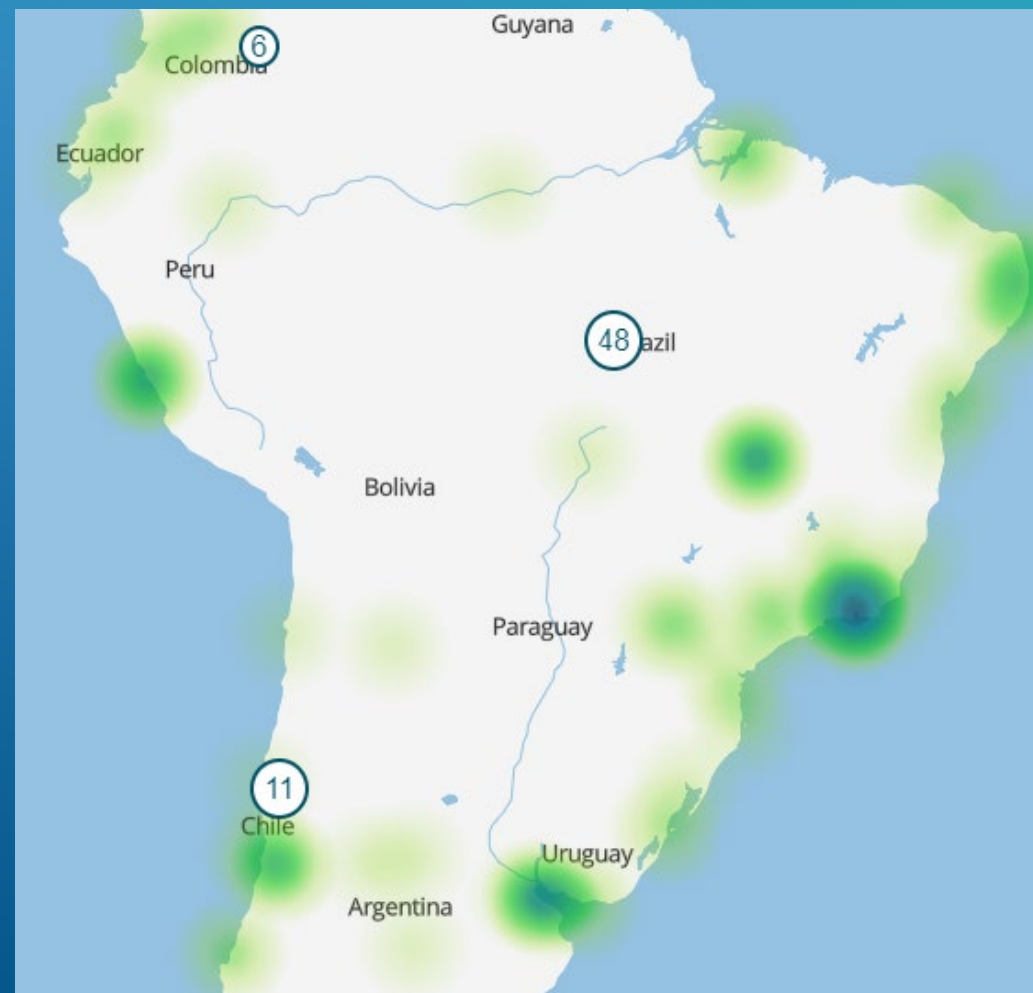 Guyana
6
Colombia
Ecuador
Peru
48
azil
Bolivia
Paraguay
11
Chile
Uruguay
Argentina